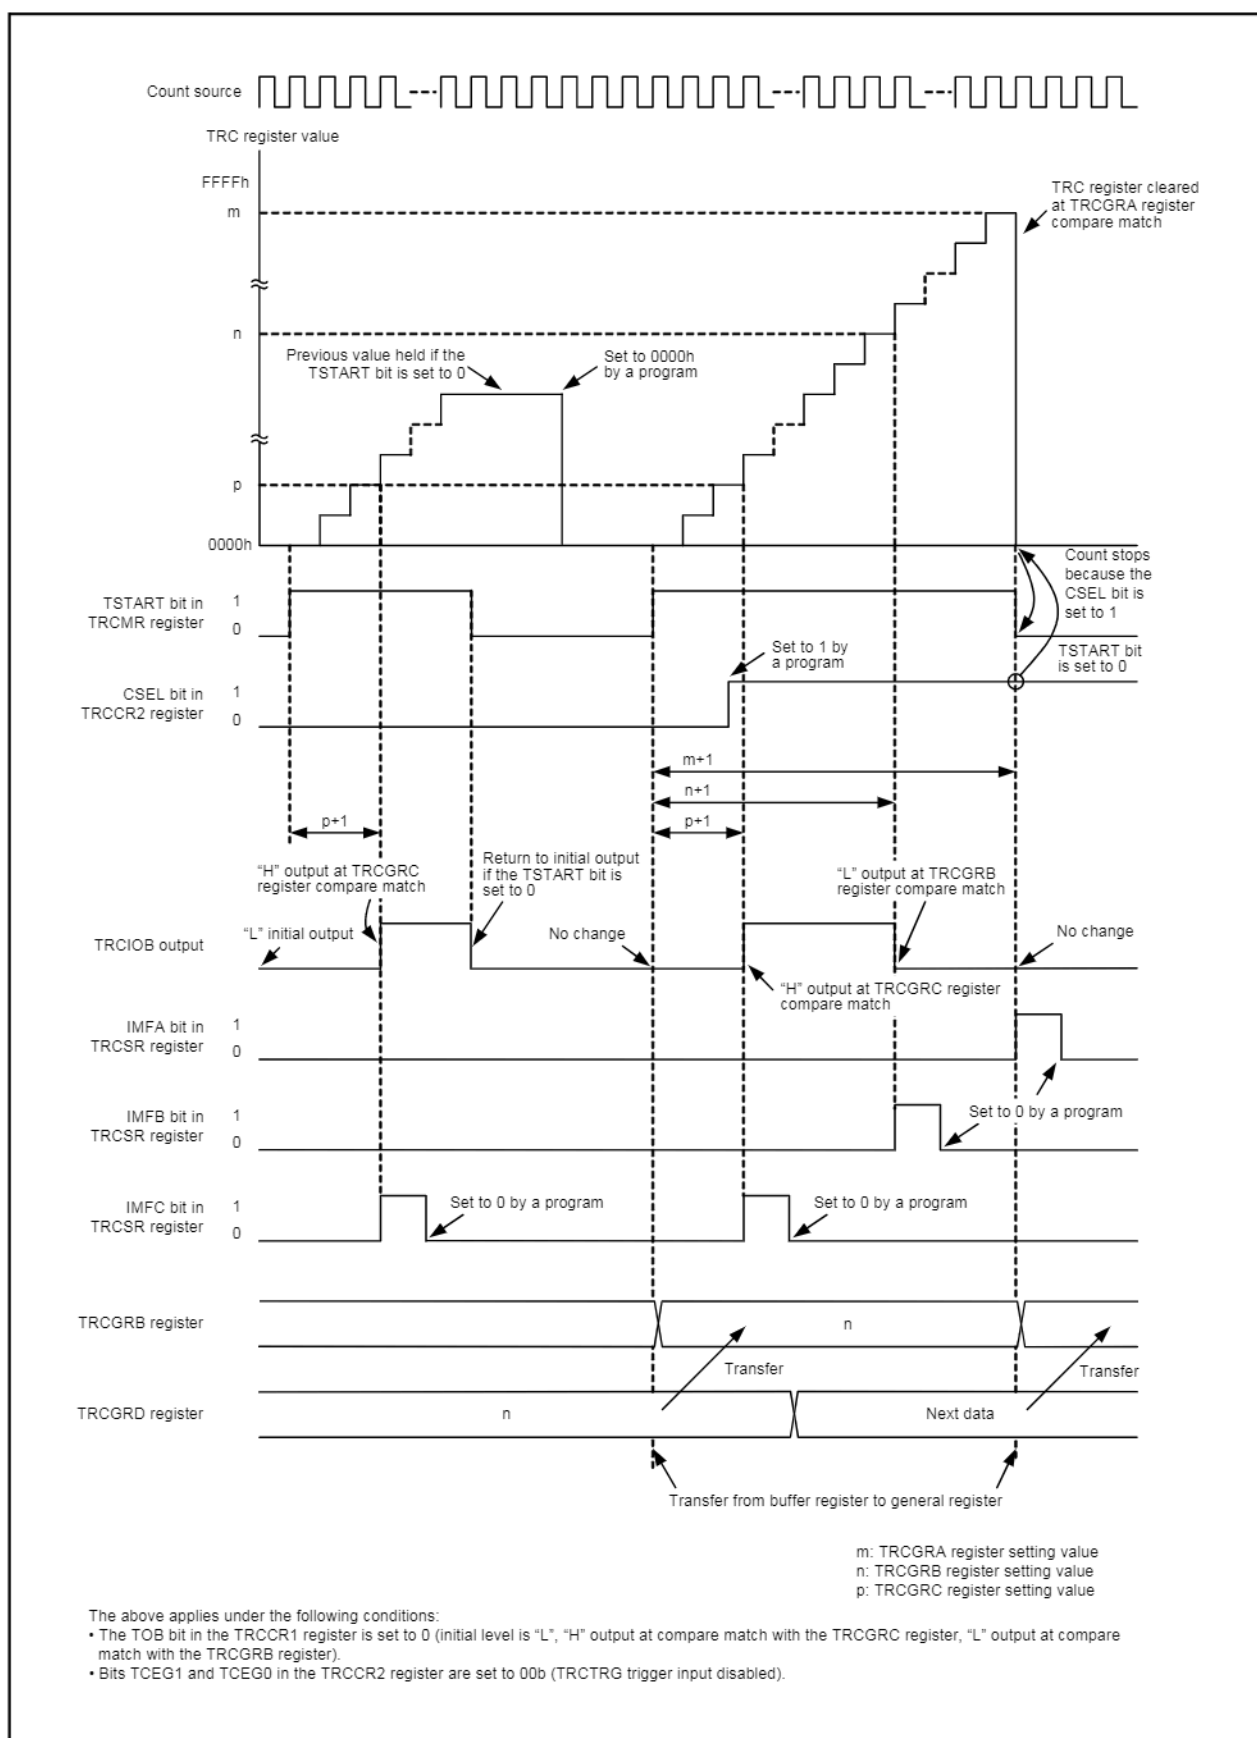 Count source
TRC register value
FFFFh
m
TRC register cleared
at TRCGRA register
compare match
n
Previous value held if the
TSTART bit is set to 0
Set to 0000h
by a program
p
0000h
Count stops
because the
CSEL bit is
set to 1
TSTART bit in
TRCMR register
1
0
TSTART bit
is set to 0
Set to 1 by
a program
CSEL bit in
TRCCR2 register
1
0
m+1
n+1
p+1
p+1
"H" output at TRCGRC
register compare match
Return to initial output
if the TSTART bit is
set to 0
"L" output at TRCGRB
register compare match
TRCIOB output
"L" initial output
No change
No change
"H" output at TRCGRC register
compare match
IMFA bit in
TRCSR register
1
0
IMFB bit in
TRCSR register
1
0
Set to 0 by a program
IMFC bit in
TRCSR register
1
0
Set to 0 by a program
Set to 0 by a program
TRCGRB register
n
Transfer
Transfer
TRCGRD register
n
Next data
Transfer from buffer register to general register
m: TRCGRA register setting value
n: TRCGRB register setting value
p: TRCGRC register setting value
The above applies under the following conditions:
• The TOB bit in the TRCCR1 register is set to 0 (initial level is "L", "H" output at compare match with the TRCGRC register, "L" output at compare
match with the TRCGRB register).
• Bits TCEG1 and TCEG0 in the TRCCR2 register are set to 00b (TRCTRG trigger input disabled).